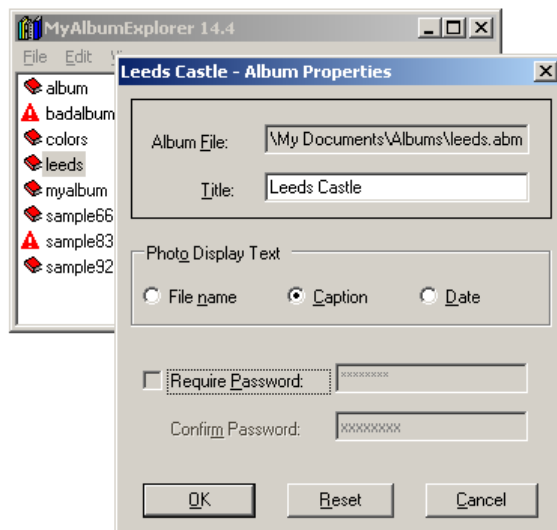 MyAlbumExplorer 14.4
File Edit
Leeds Castle - Album Properties
album
badalbum
colors
leeds
myalbum
sample66
sample83
sample92
Album File: \My Documents\Albums\leeds.abm
Title: Leeds Castle
Photo Display Text
File name Caption Date
Require Password: xxxxxxxx
Confirm Password: xxxxxxxx
OK Reset Cancel